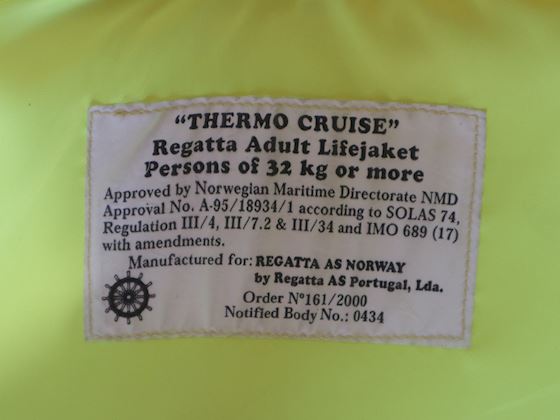 “THERMO CRUISE”
Regatta Adult Lifejaket
Persons of 32 kg or more
Approved by Norwegian Maritime Directorate NMD
Approval No. A-95/18934/1 according to SOLAS 74,
Regulation III/4, III/7.2 & III/34 and IMO 689 (17)
with amendments.
Manufactured for: REGATTA AS NORWAY
by Regatta AS Portugal, Lda.
Order Nº161/2000
Notified Body No.: 0434